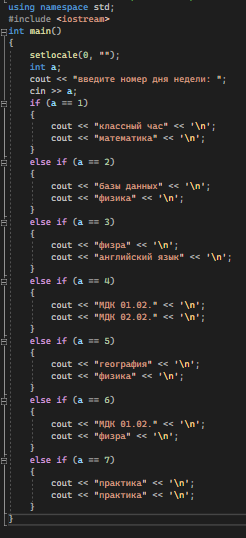 using namespace std;
#include <iostream>
int main()
{
setlocale(0, "");
int a;
cout << "введите номер дня недели: ";
cin >> a;
if (a == 1)
{
cout << "классный час" << '\n';
cout << "математика" << '\n';
}
else if (a == 2)
{
cout << "базы данных" << '\n';
cout << "физика" << '\n';
}
else if (a == 3)
{
cout << "физра" << '\n';
cout << "английский язык" << '\n';
}
else if (a == 4)
{
cout << "МДК 01.02." << '\n';
cout << "МДК 02.02." << '\n';
}
else if (a == 5)
{
cout << "география" << '\n';
cout << "физика" << '\n';
}
else if (a == 6)
{
cout << "МДК 01.02." << '\n';
cout << "физра" << '\n';
}
else if (a == 7)
{
cout << "практика" << '\n';
cout << "практика" << '\n';
}
}